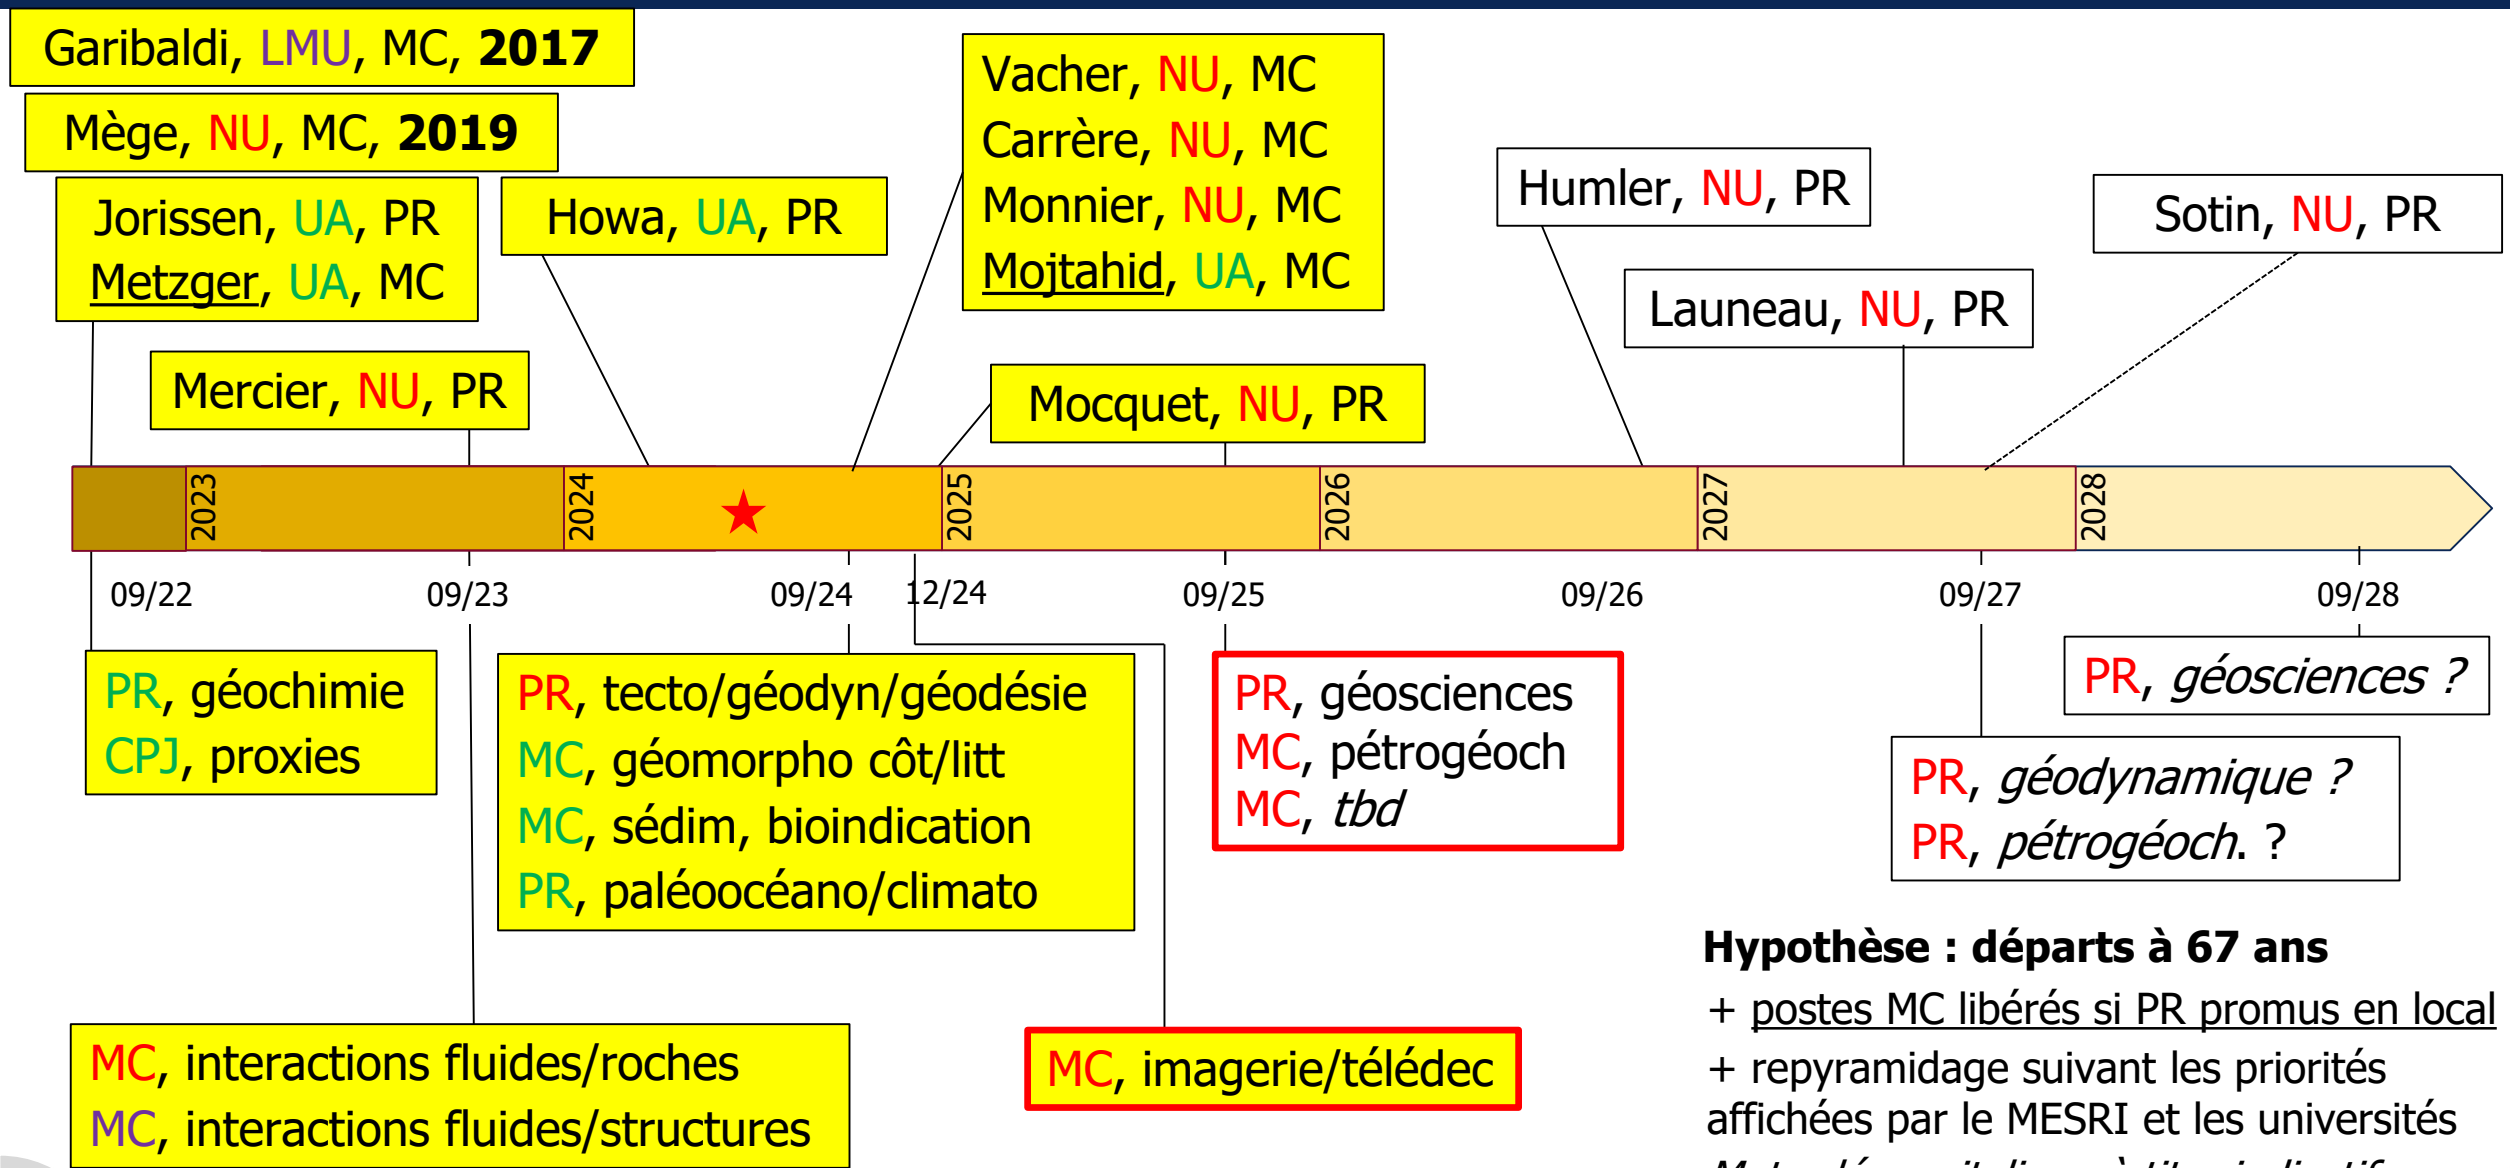 Garibaldi, LMU, MC, 2017
Mège, NU, MC, 2019
Jorissen, UA, PR
Metzger, UA, MC
Mercier, NU, PR
Howa, UA, PR
Vacher, NU, MC
Carrère, NU, MC
Monnier, NU, MC
Mojtahid, UA, MC
Mocquet, NU, PR
Humler, NU, PR
Launeau, NU, PR
Sotin, NU, PR
2023
2024
2025
2026
2027
2028
09/22
09/23
09/24
12/24
09/25
09/26
09/27
09/28
PR, géochimie
CPJ, proxies
MC, interactions fluides/roches
MC, interactions fluides/structures
PR, tecto/géodyn/géodésie
MC, géomorpho côt/litt
MC, sédim, bioindication
PR, paléoocéano/climato
MC, imagerie/télédec
PR, géosciences
MC, pétrogéoch
MC, tbd
PR, géodynamique ?
PR, pétrogéoch. ?
PR, géosciences ?
Hypothèse : départs à 67 ans
+ postes MC libérés si PR promus en local
+ repyramidage suivant les priorités
affichées par le MESRI et les universités